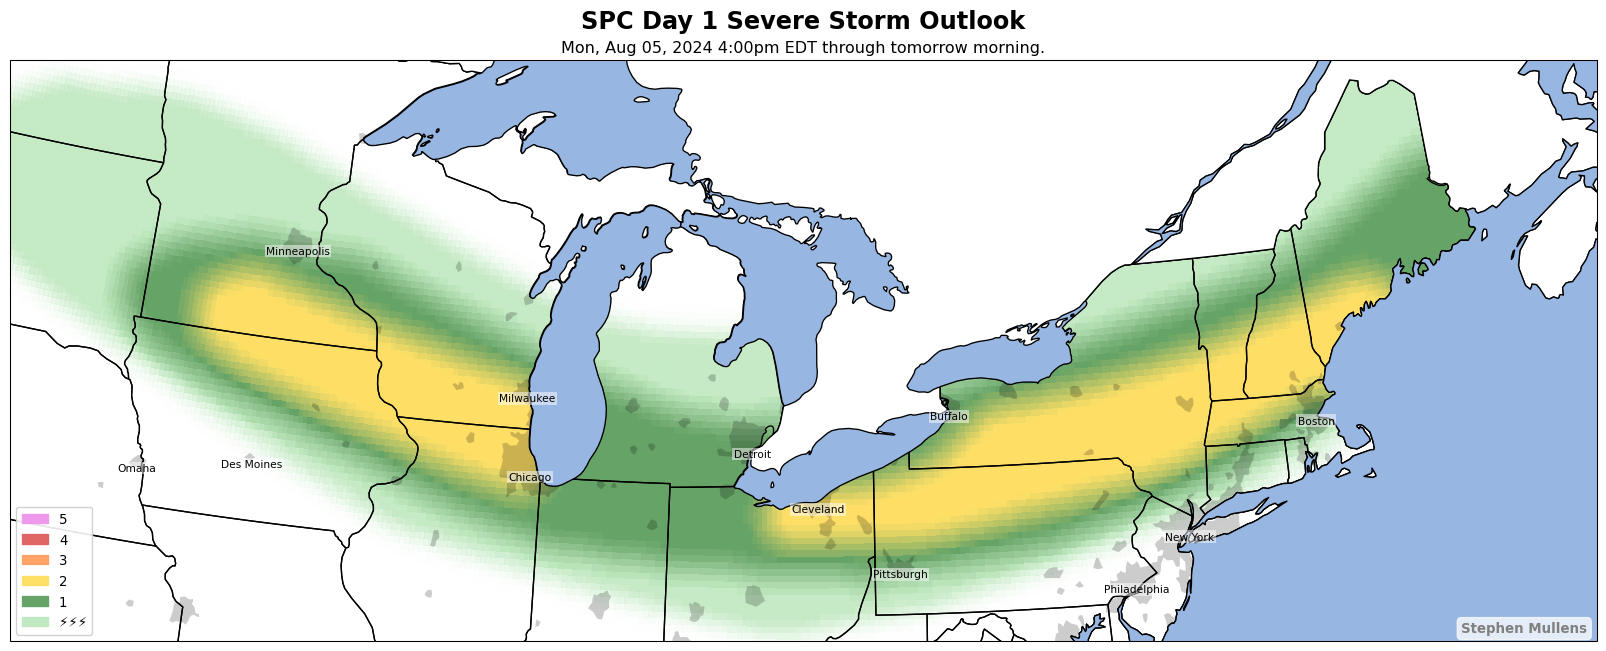 SPC Day 1 Severe Storm Outlook
Mon, Aug 05, 2024 4:00pm EDT through tomorrow morning.
Minneapolis
Milwaukee
Buffalo
Boston
Detroit
Omaha
Des Moines
Chicago
Cleveland
New York
Pittsburgh
Philadelphia
5
4
3
2
1
⚡⚡⚡
Stephen Mullens